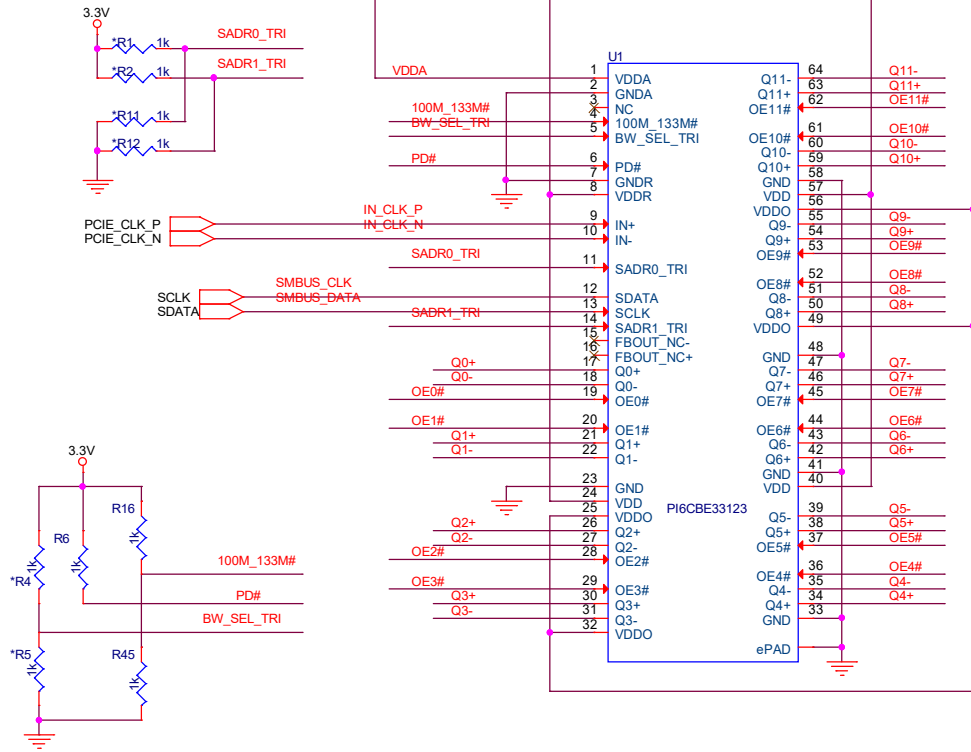 3.3V
*R1 1k SADR0_TRI
*R2 1k SADR1_TRI
*R11 1k
*R12 1k
PCIE_CLK_P
PCIE_CLK_N
SCLK
SDATA
U1
VDDA 1 VDDA
2 GNDA
3 NC
100M_133M# 4 100M_133M#
BW_SEL_TRI 5 BW_SEL_TRI
PD# 6 PD#
7 GNDR
8 VDDR
IN_CLK_P 9 IN+
IN_CLK_N 10 IN-
SADR0_TRI 11 SADR0_TRI
SMBUS_CLK 12 SDATA
SMBUS_DATA 13 SCLK
SADR1_TRI 14 SADR1_TRI
15 FBOUT_NC-
16 FBOUT_NC+
Q0+ 17 Q0+
Q0- 18 Q0-
OE0# 19 OE0#
OE1# 20 OE1#
Q1+ 21 Q1+
Q1- 22 Q1-
23 GND
24 VDD
25 VDDO
Q2+ 26 Q2+
Q2- 27 Q2-
OE2# 28 OE2#
OE3# 29 OE3#
Q3+ 30 Q3+
Q3- 31 Q3-
32 VDDO
PI6CBE33123
Q11- 64 Q11-
Q11+ 63 Q11+
OE11# 62 OE11#
OE10# 61 OE10#
Q10- 60 Q10-
Q10+ 59 Q10+
GND 58
VDD 57
VDDO 56
Q9- 55 Q9-
Q9+ 54 Q9+
OE9# 53 OE9#
OE8# 52 OE8#
Q8- 51 Q8-
Q8+ 50 Q8+
VDDO 49
GND 48
Q7- 47 Q7-
Q7+ 46 Q7+
OE7# 45 OE7#
OE6# 44 OE6#
Q6- 43 Q6-
Q6+ 42 Q6+
GND 41
VDD 40
Q5- 39 Q5-
Q5+ 38 Q5+
OE5# 37 OE5#
OE4# 36 OE4#
Q4- 35 Q4-
Q4+ 34 Q4+
GND 33
ePAD
3.3V
R16
1k
R6
1k
*R4
1k
100M_133M#
PD#
BW_SEL_TRI
*R5
1k
R45
1k